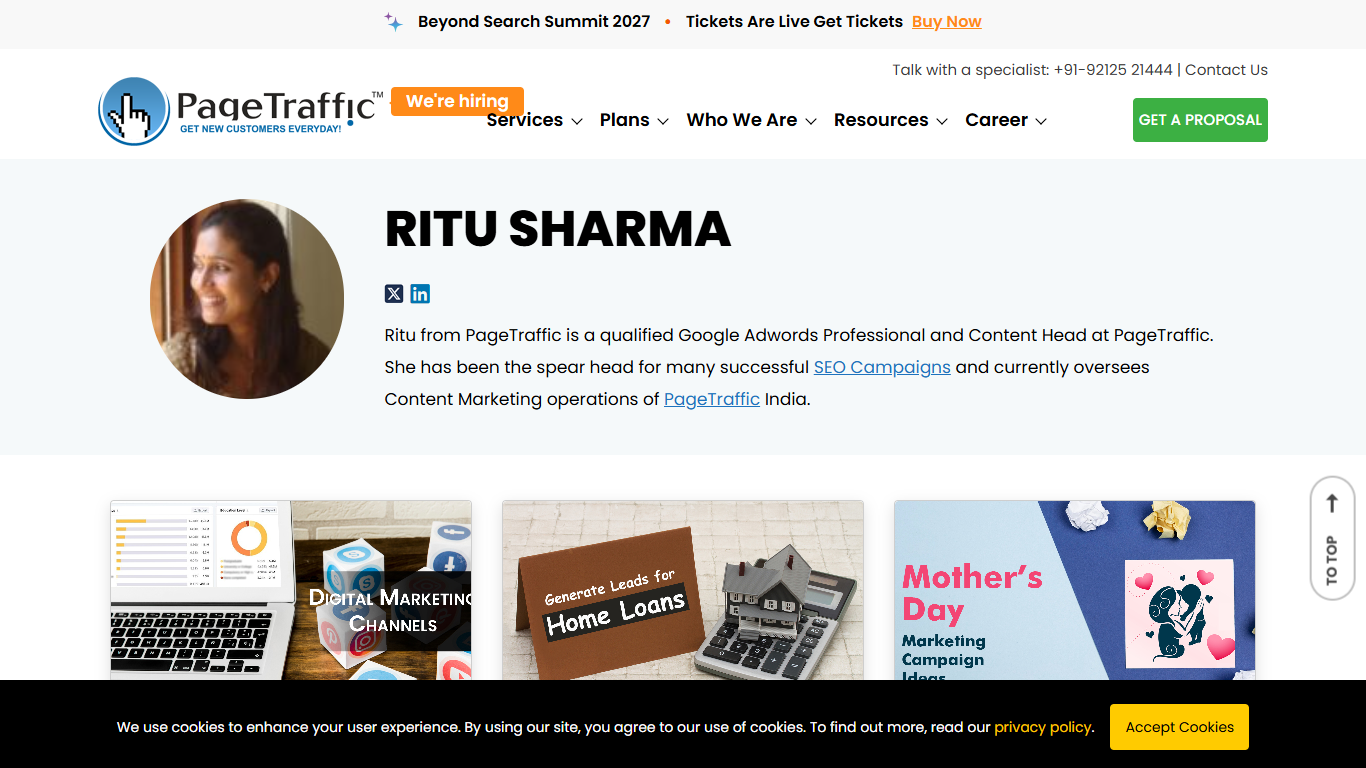 Beyond Search Summit 2027 • Tickets Are Live Get Tickets Buy Now
Talk with a specialist: +91-92125 21444 | Contact Us
PageTraffic™
GET NEW CUSTOMERS EVERYDAY!
We're hiring
Services
Plans
Who We Are
Resources
Career
GET A PROPOSAL
RITU SHARMA
Ritu from PageTraffic is a qualified Google Adwords Professional and Content Head at PageTraffic.
She has been the spear head for many successful SEO Campaigns and currently oversees
Content Marketing operations of PageTraffic India.
Digital Marketing
Channels
Generate Leads for
Home Loans
Mother's
Day
Marketing
Campaign
Ideas
TO TOP
We use cookies to enhance your user experience. By using our site, you agree to our use of cookies. To find out more, read our privacy policy.
Accept Cookies